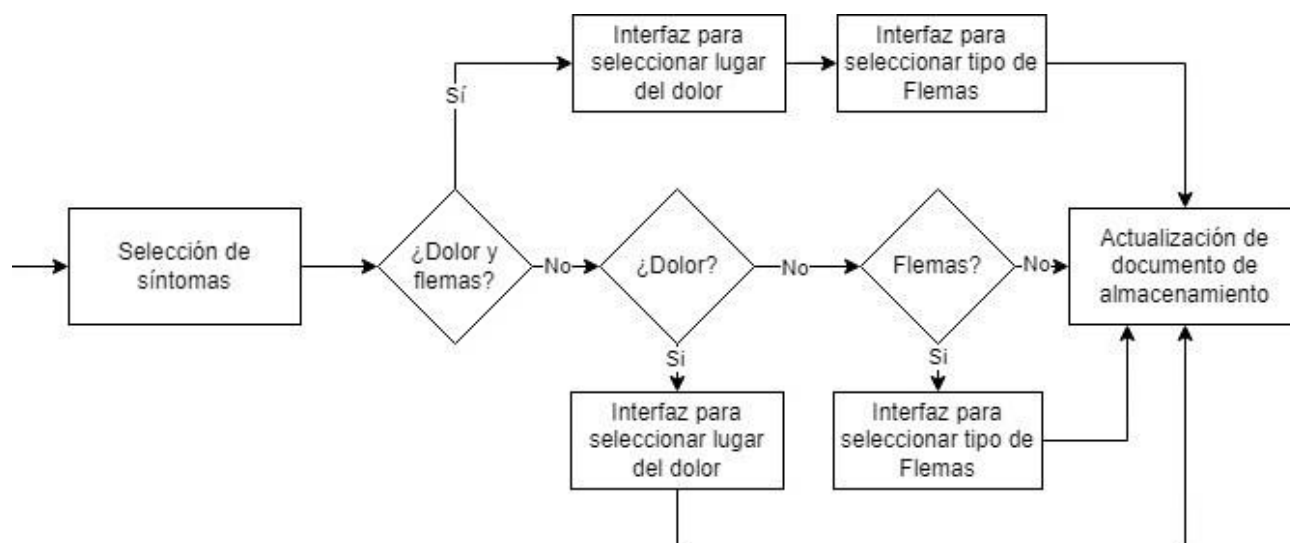 Interfaz para
seleccionar lugar
del dolor
Interfaz para
seleccionar tipo de
Flemas
Sí
Selección de
síntomas
¿Dolor y
flemas?
No
¿Dolor?
No
Flemas?
No
Actualización de
documento de
almacenamiento
Si
Si
Interfaz para
seleccionar lugar
del dolor
Interfaz para
seleccionar tipo de
Flemas